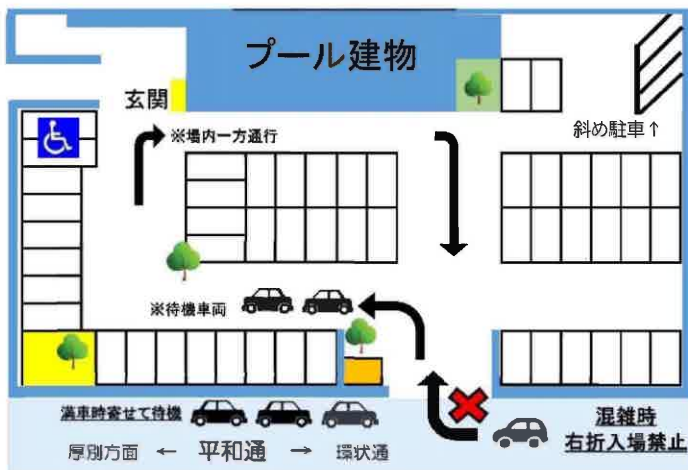 プール建物
玄関
※場内一方通行
斜め駐車↑
※待機車両
満車時寄せて待機
混雑時
右折入場禁止
厚別方面 ← 平和通 → 環状通